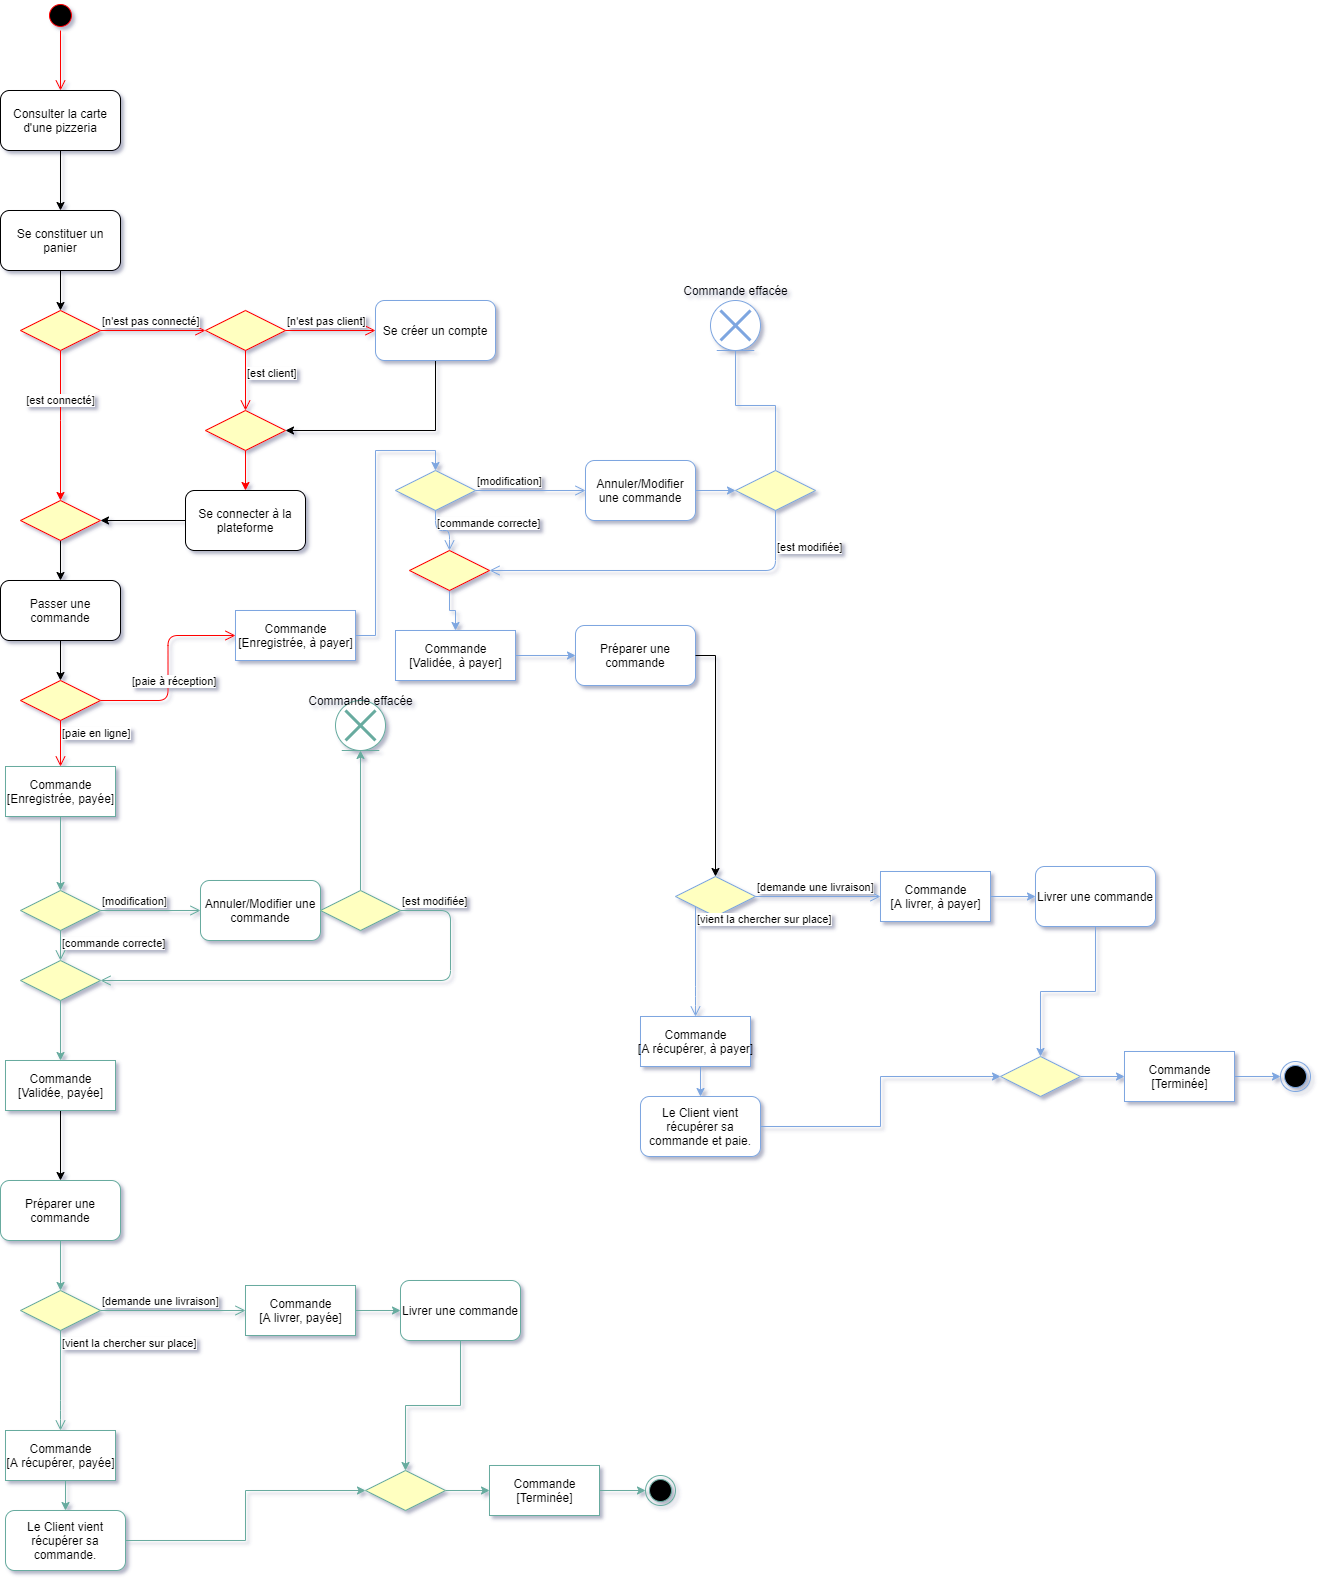 Consulter la carte
d'une pizzeria
Se constituer un
panier
[n'est pas connecté]
[n'est pas client]
Se créer un compte
Commande effacée
[est client]
[est connecté]
Se connecter à la
plateforme
[modification]
Annuler/Modifier
une commande
[commande correcte]
[est modifiée]
Passer une
commande
Commande
[Enregistrée, à payer]
Commande
[Validée, à payer]
Préparer une
commande
[paie à réception]
[paie en ligne]
Commande effacée
Commande
[Enregistrée, payée]
[modification]
Annuler/Modifier une
commande
[est modifiée]
[commande correcte]
[demande une livraison]
Commande
[A livrer, à payer]
Livrer une commande
[vient la chercher sur place]
Commande
[A récupérer, à payer]
Le Client vient
récupérer sa
commande et paie.
Commande
[Terminée]
Commande
[Validée, payée]
Préparer une
commande
[demande une livraison]
Commande
[A livrer, payée]
Livrer une commande
[vient la chercher sur place]
Commande
[A récupérer, payée]
Le Client vient
récupérer sa
commande.
Commande
[Terminée]